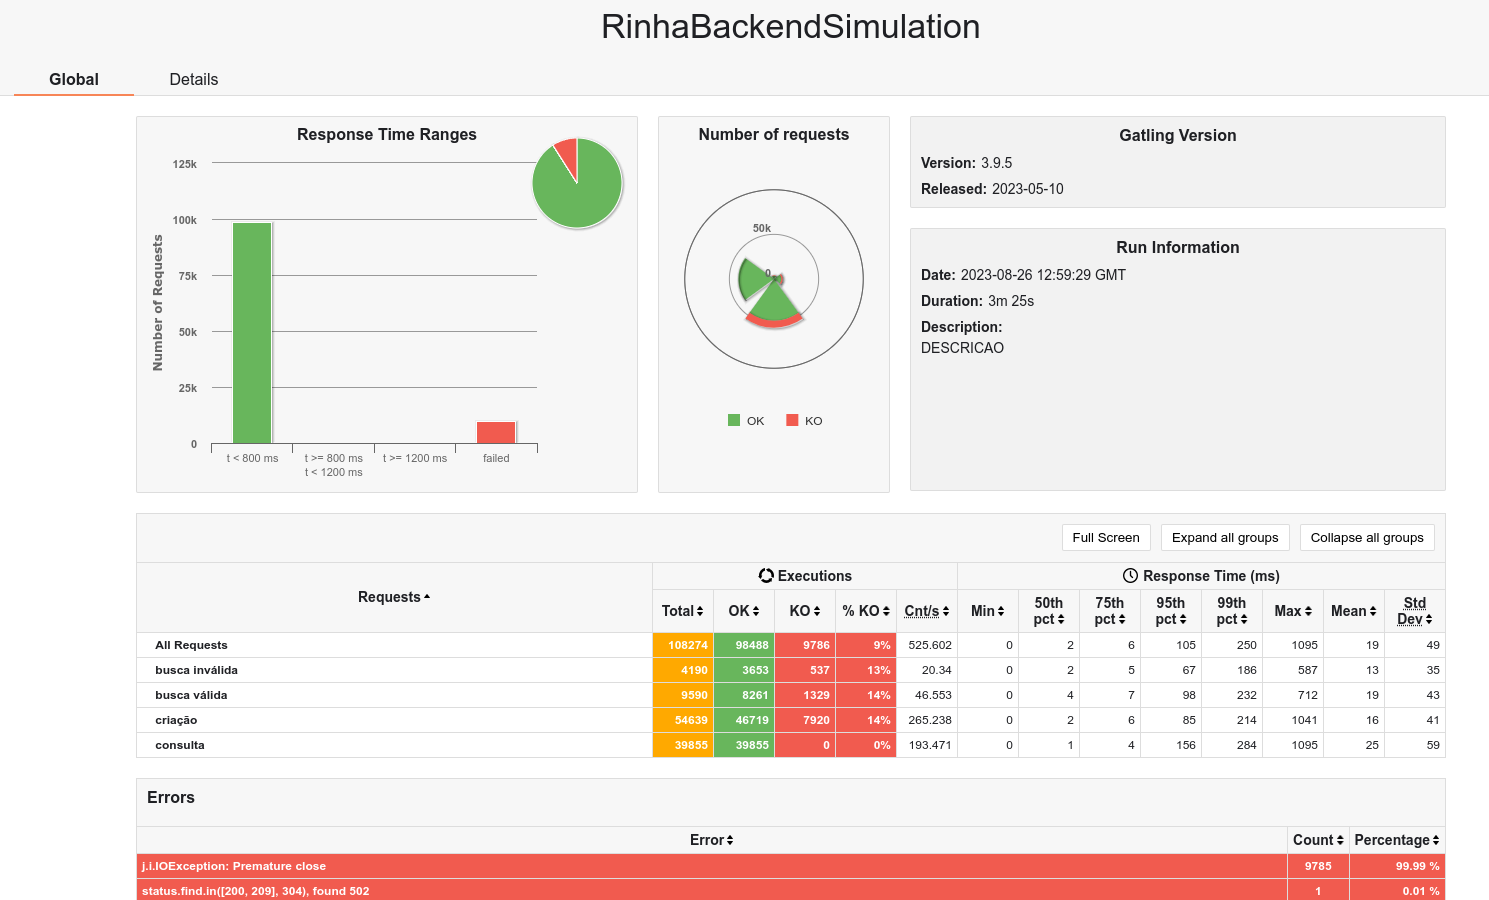 RinhaBackendSimulation
Global Details
Response Time Ranges
125k
100k
75k
50k
25k
0
Number of Requests
t < 800 ms
t >= 800 ms
t < 1200 ms
t >= 1200 ms
failed
Number of requests
50k
0
OK KO
Gatling Version
Version: 3.9.5
Released: 2023-05-10
Run Information
Date: 2023-08-26 12:59:29 GMT
Duration: 3m 25s
Description:
DESCRICAO
Full Screen Expand all groups Collapse all groups
Requests Executions Response Time (ms)
Total OK KO % KO Cnt/s Min 50th pct 75th pct 95th pct 99th pct Max Mean Std Dev
All Requests 108274 98488 9786 9% 525.602 0 2 6 105 250 1095 19 49
busca inválida 4190 3653 537 13% 20.34 0 2 5 67 186 587 13 35
busca válida 9590 8261 1329 14% 46.553 0 4 7 98 232 712 19 43
criação 54639 46719 7920 14% 265.238 0 2 6 85 214 1041 16 41
consulta 39855 39855 0 0% 193.471 0 1 4 156 284 1095 25 59
Errors
Error Count Percentage
j.i.IOException: Premature close 9785 99.99 %
status.find.in([200, 209], 304), found 502 1 0.01 %